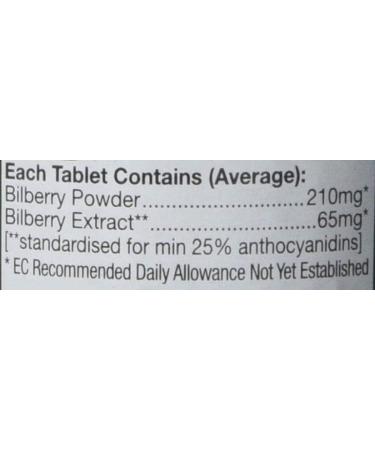 Each Tablet Contains (Average):
Bilberry Powder..........................210mg*
Bilberry Extract**...........................65mg*
[**standardised for min 25% anthocyanidins]
* EC Recommended Daily Allowance Not Yet Established